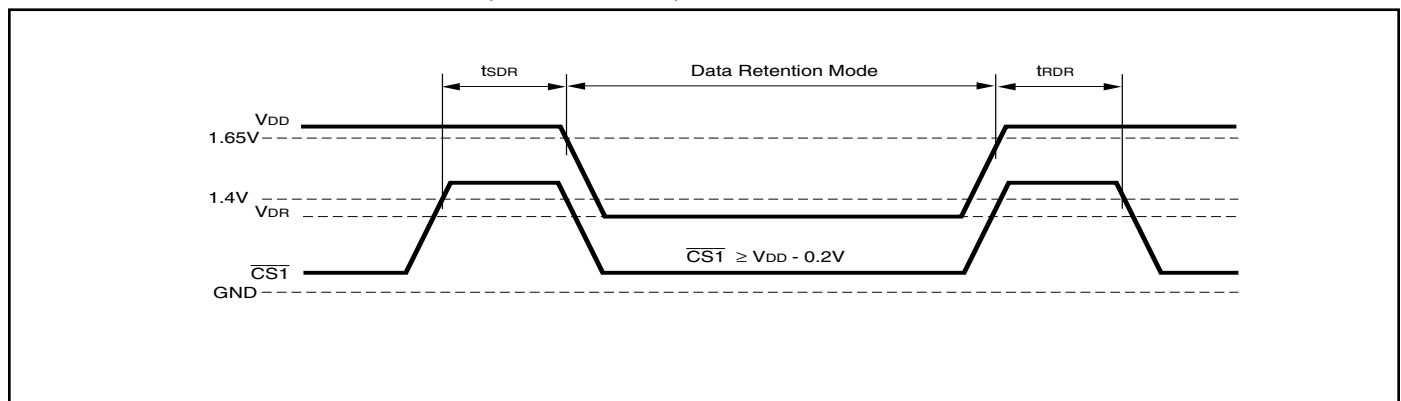 tSDR Data Retention Mode tRDR
VDD
1.65V
1.4V
VDR
CS1 ≥ VDD - 0.2V
CS1
GND